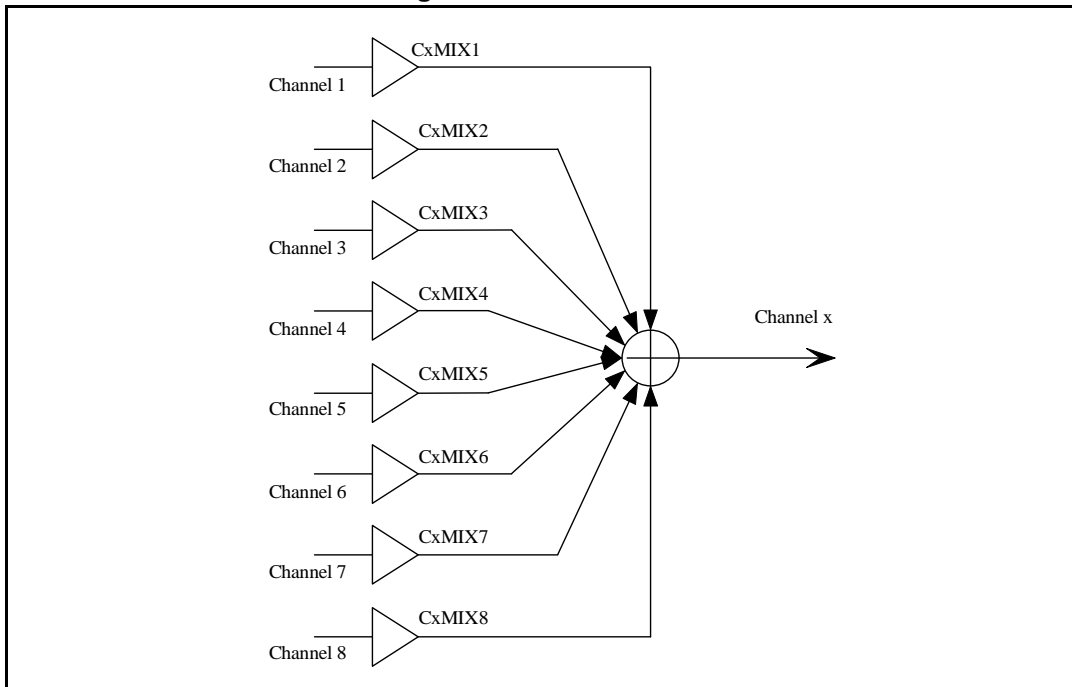 CxMIX1
Channel 1
CxMIX2
Channel 2
CxMIX3
Channel 3
CxMIX4
Channel 4
Channel x
CxMIX5
Channel 5
CxMIX6
Channel 6
CxMIX7
Channel 7
CxMIX8
Channel 8